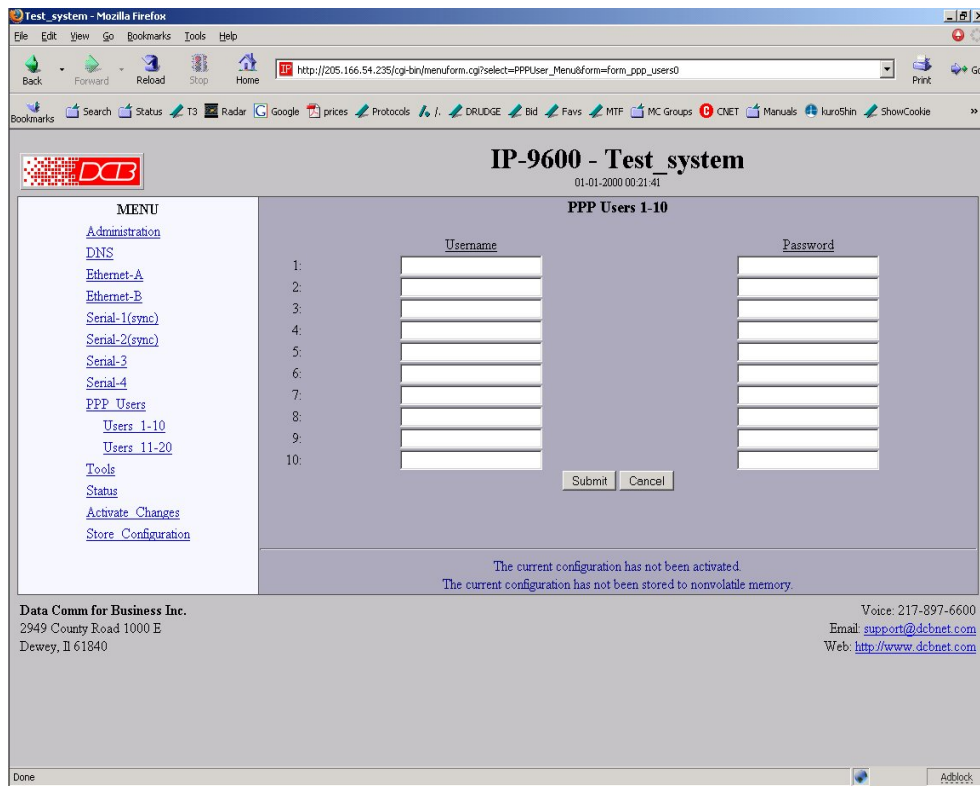 Test_system - Mozilla Firefox
File Edit View Go Bookmarks Tools Help
Back Forward Reload Stop Home
IP http://205.166.54.235/cgi-bin/menuform.cgi?select=PPPUser_Menu&form=form_ppp_users0
Print Go
Bookmarks Search Status T3 Radar G Google prices Protocols /. DRUDGE Bid Favs MTF MC Groups CNET Manuals kuro5hin ShowCookie »
DCB
IP-9600 - Test_system
01-01-2000 00:21:41
MENU
Administration
DNS
Ethernet-A
Ethernet-B
Serial-1(sync)
Serial-2(sync)
Serial-3
Serial-4
PPP Users
Users 1-10
Users 11-20
Tools
Status
Activate Changes
Store Configuration
PPP Users 1-10
Username Password
1:
2:
3:
4:
5:
6:
7:
8:
9:
10:
Submit Cancel
The current configuration has not been activated.
The current configuration has not been stored to nonvolatile memory.
Data Comm for Business Inc.
2949 County Road 1000 E
Dewey, Il 61840
Voice: 217-897-6600
Email: support@dcbnet.com
Web: http://www.dcbnet.com
Done
Adblock